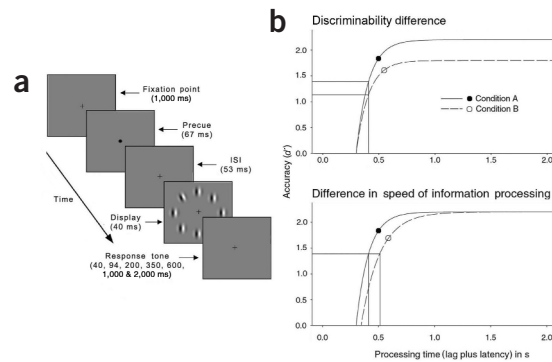 a
Fixation point
(1,000 ms)
Precue
(67 ms)
ISI
(53 ms)
Time
Display
(40 ms)
Response tone
(40, 94, 200, 350, 600,
1,000 & 2,000 ms)
b
Discriminability difference
2.0
1.5
1.0
0.5
0.0
Condition A
Condition B
0.0 0.5 1.0 1.5 2.0
Accuracy (d')
Difference in speed of information processing
2.0
1.5
1.0
0.5
0.0
0.0 0.5 1.0 1.5 2.0
Processing time (lag plus latency) in s